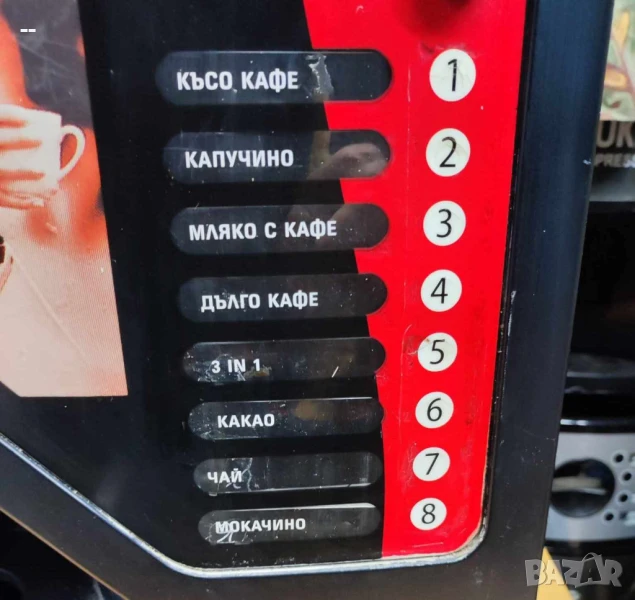 --
КЪСО КАФЕ 1
КАПУЧИНО 2
МЛЯКО С КАФЕ 3
ДЪЛГО КАФЕ 4
3 IN 1 5
КАКАО 6
ЧАЙ 7
МОКАЧИНО 8
BAZAR